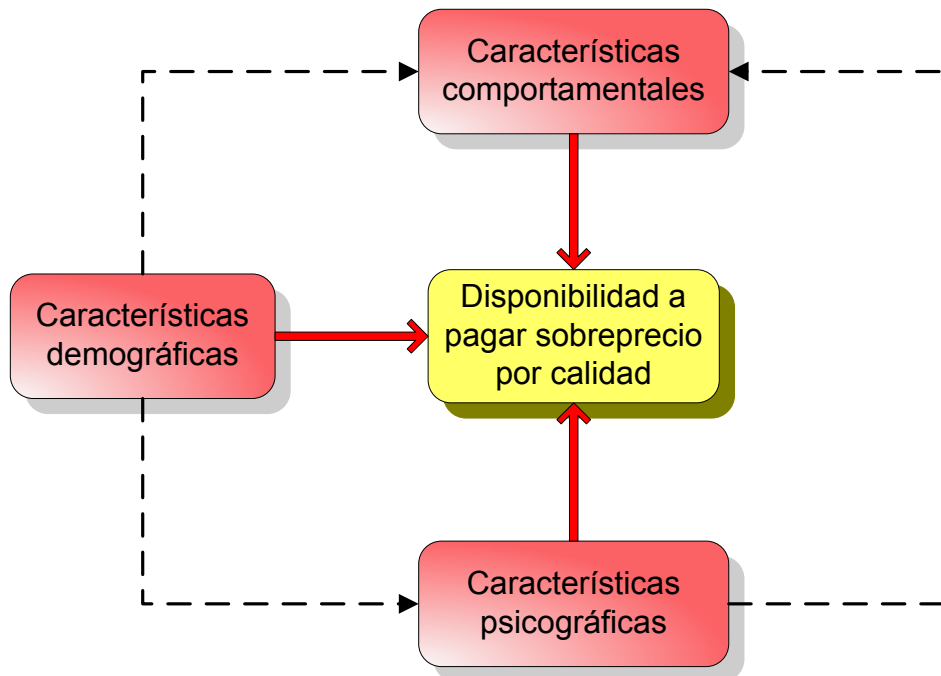 Características
comportamentales
Características
demográficas
Disponibilidad a
pagar sobreprecio
por calidad
Características
psicográficas